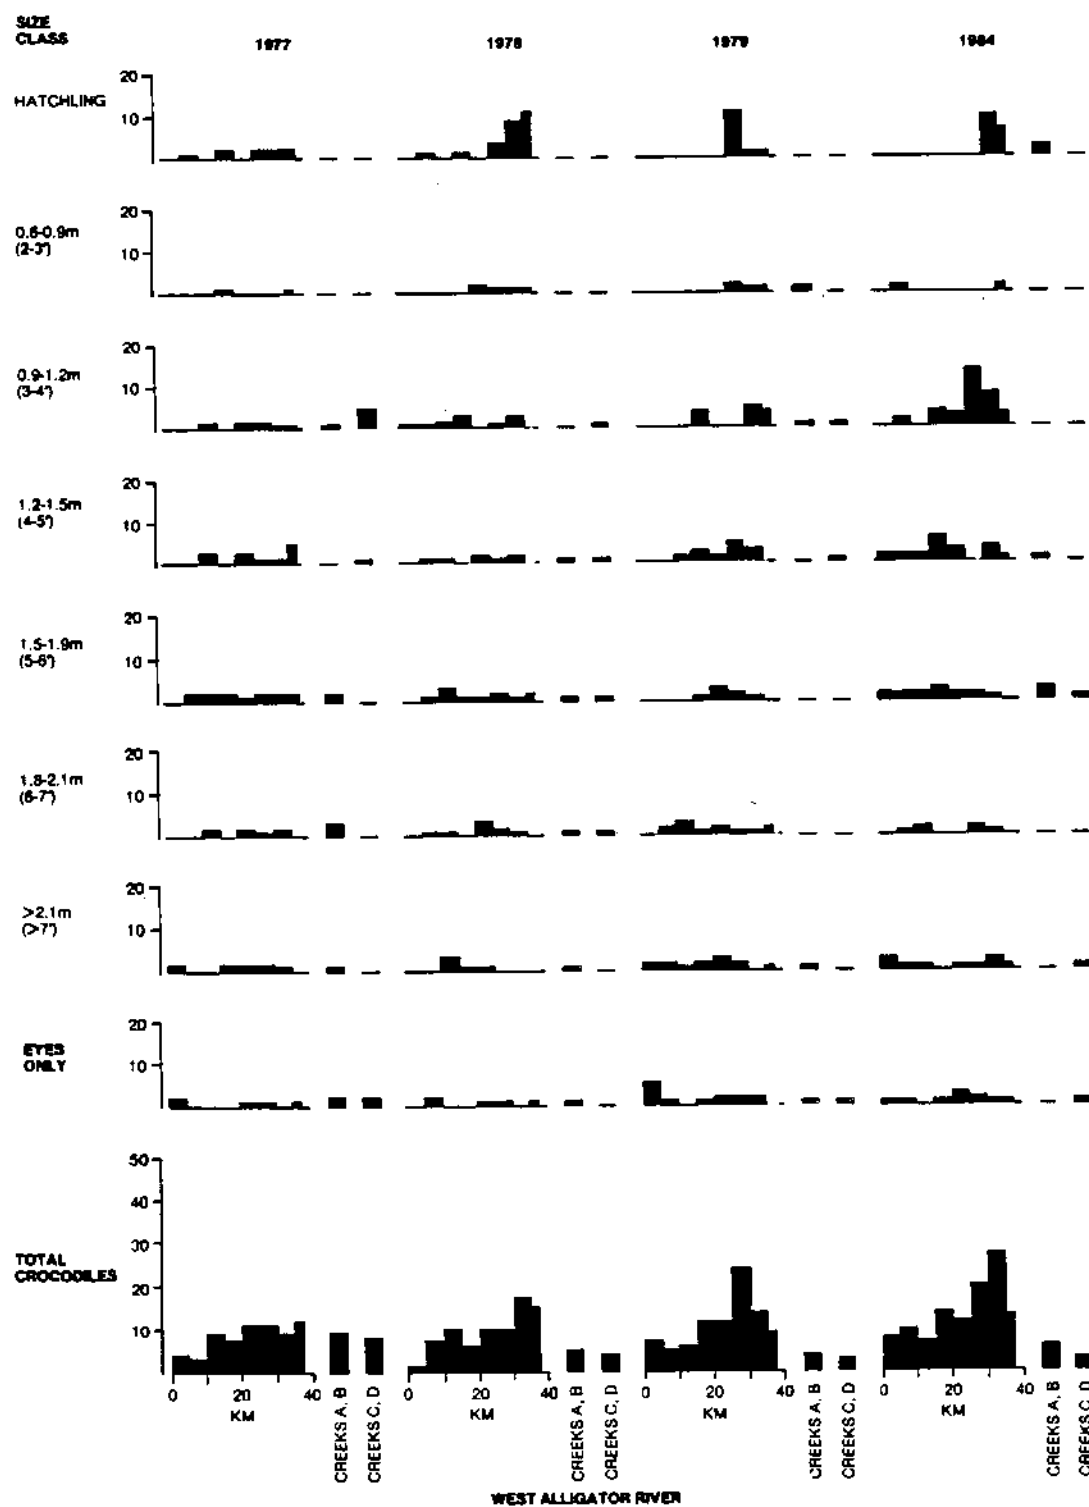 SIZE
CLASS
1977
1978
1979
1984
HATCHLING
20
10
0.6-0.9m
(2-3')
20
10
0.9-1.2m
(3-4')
20
10
1.2-1.5m
(4-5')
20
10
1.5-1.9m
(5-6')
20
10
1.8-2.1m
(6-7')
20
10
>2.1m
(>7')
20
10
EYES
ONLY
20
10
TOTAL
CROCODILES
50
40
30
20
10
0 20 40 0 20 40 0 20 40 0 20 40
KM KM KM KM
CREEKS A, B
CREEKS C, D
CREEKS A, B
CREEKS C, D
CREEKS A, B
CREEKS C, D
CREEKS A, B
CREEKS C, D
WEST ALLIGATOR RIVER